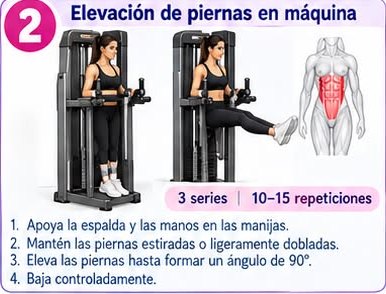 2
Elevación de piernas en máquina
3 series | 10–15 repeticiones
1. Apoya la espalda y las manos en las manijas.
2. Mantén las piernas estiradas o ligeramente dobladas.
3. Eleva las piernas hasta formar un ángulo de 90°.
4. Baja controladamente.